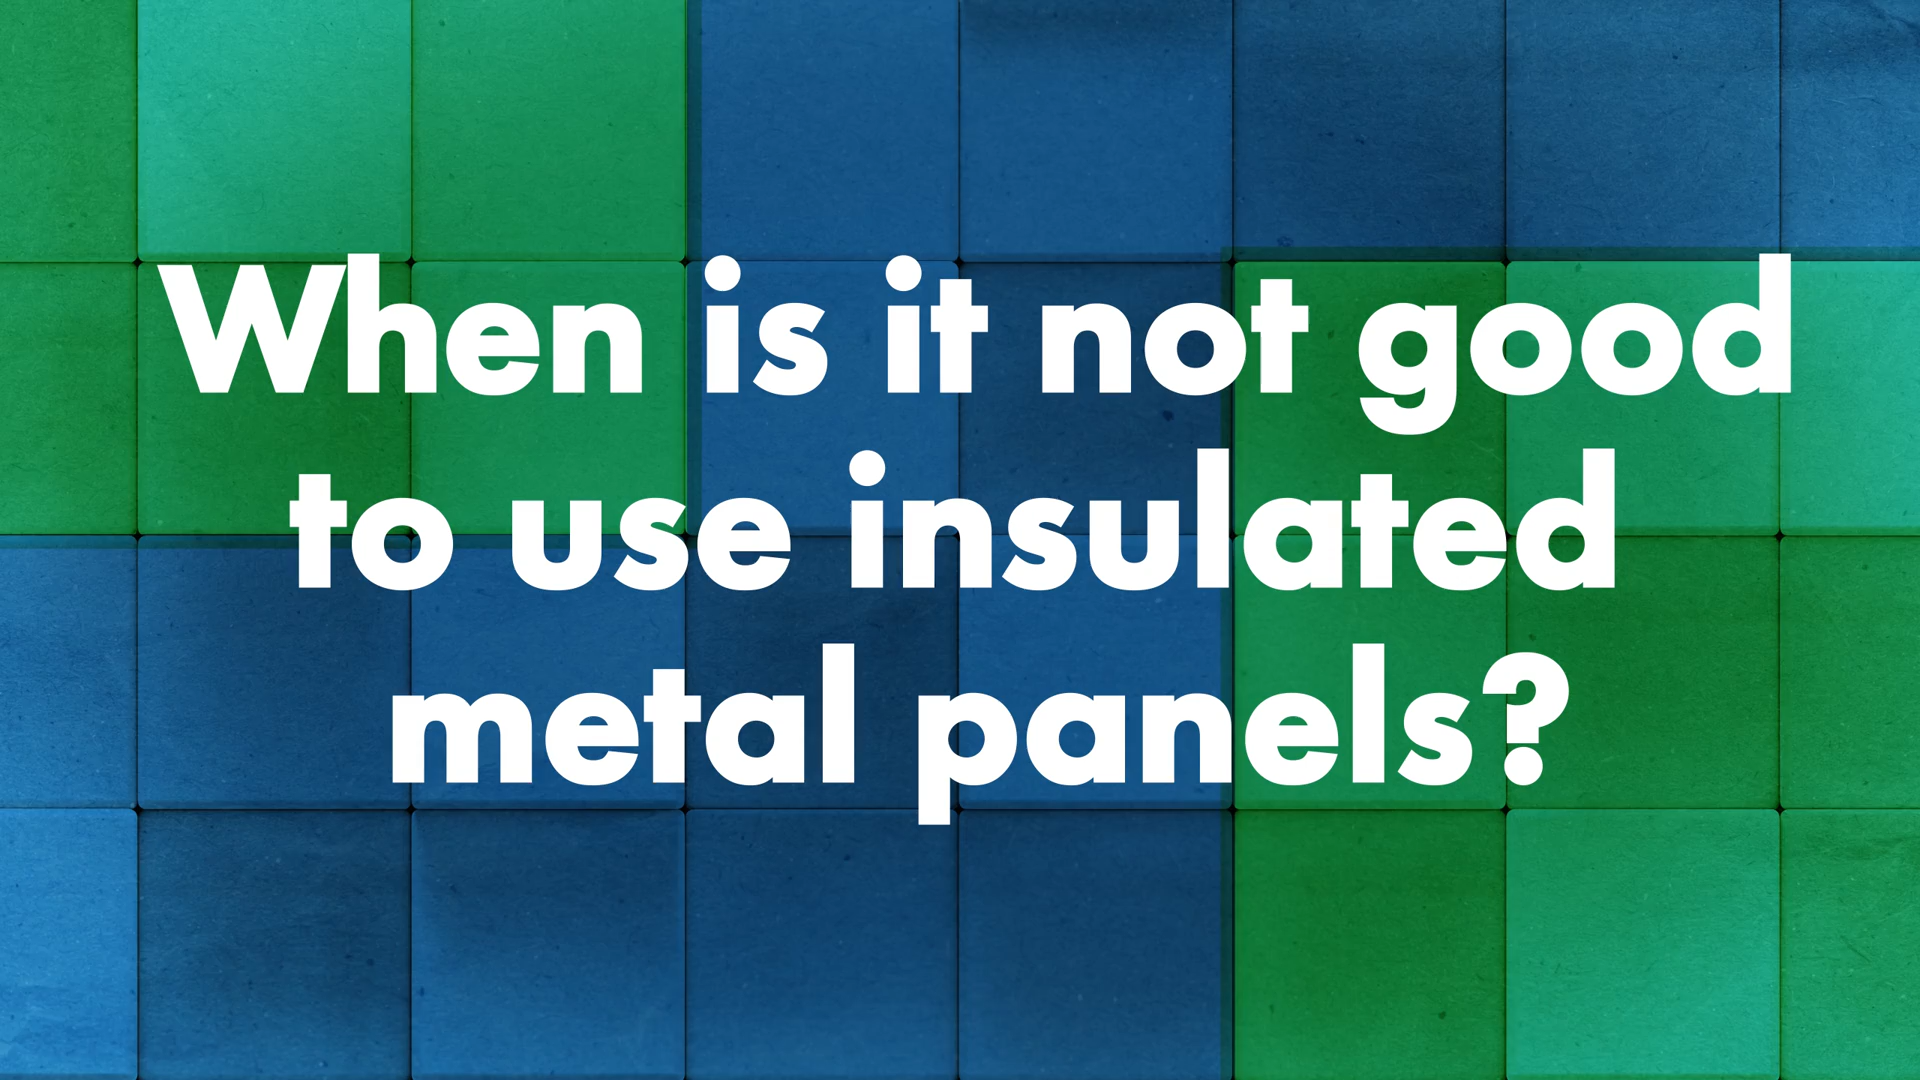 When is it not good
to use insulated
metal panels?